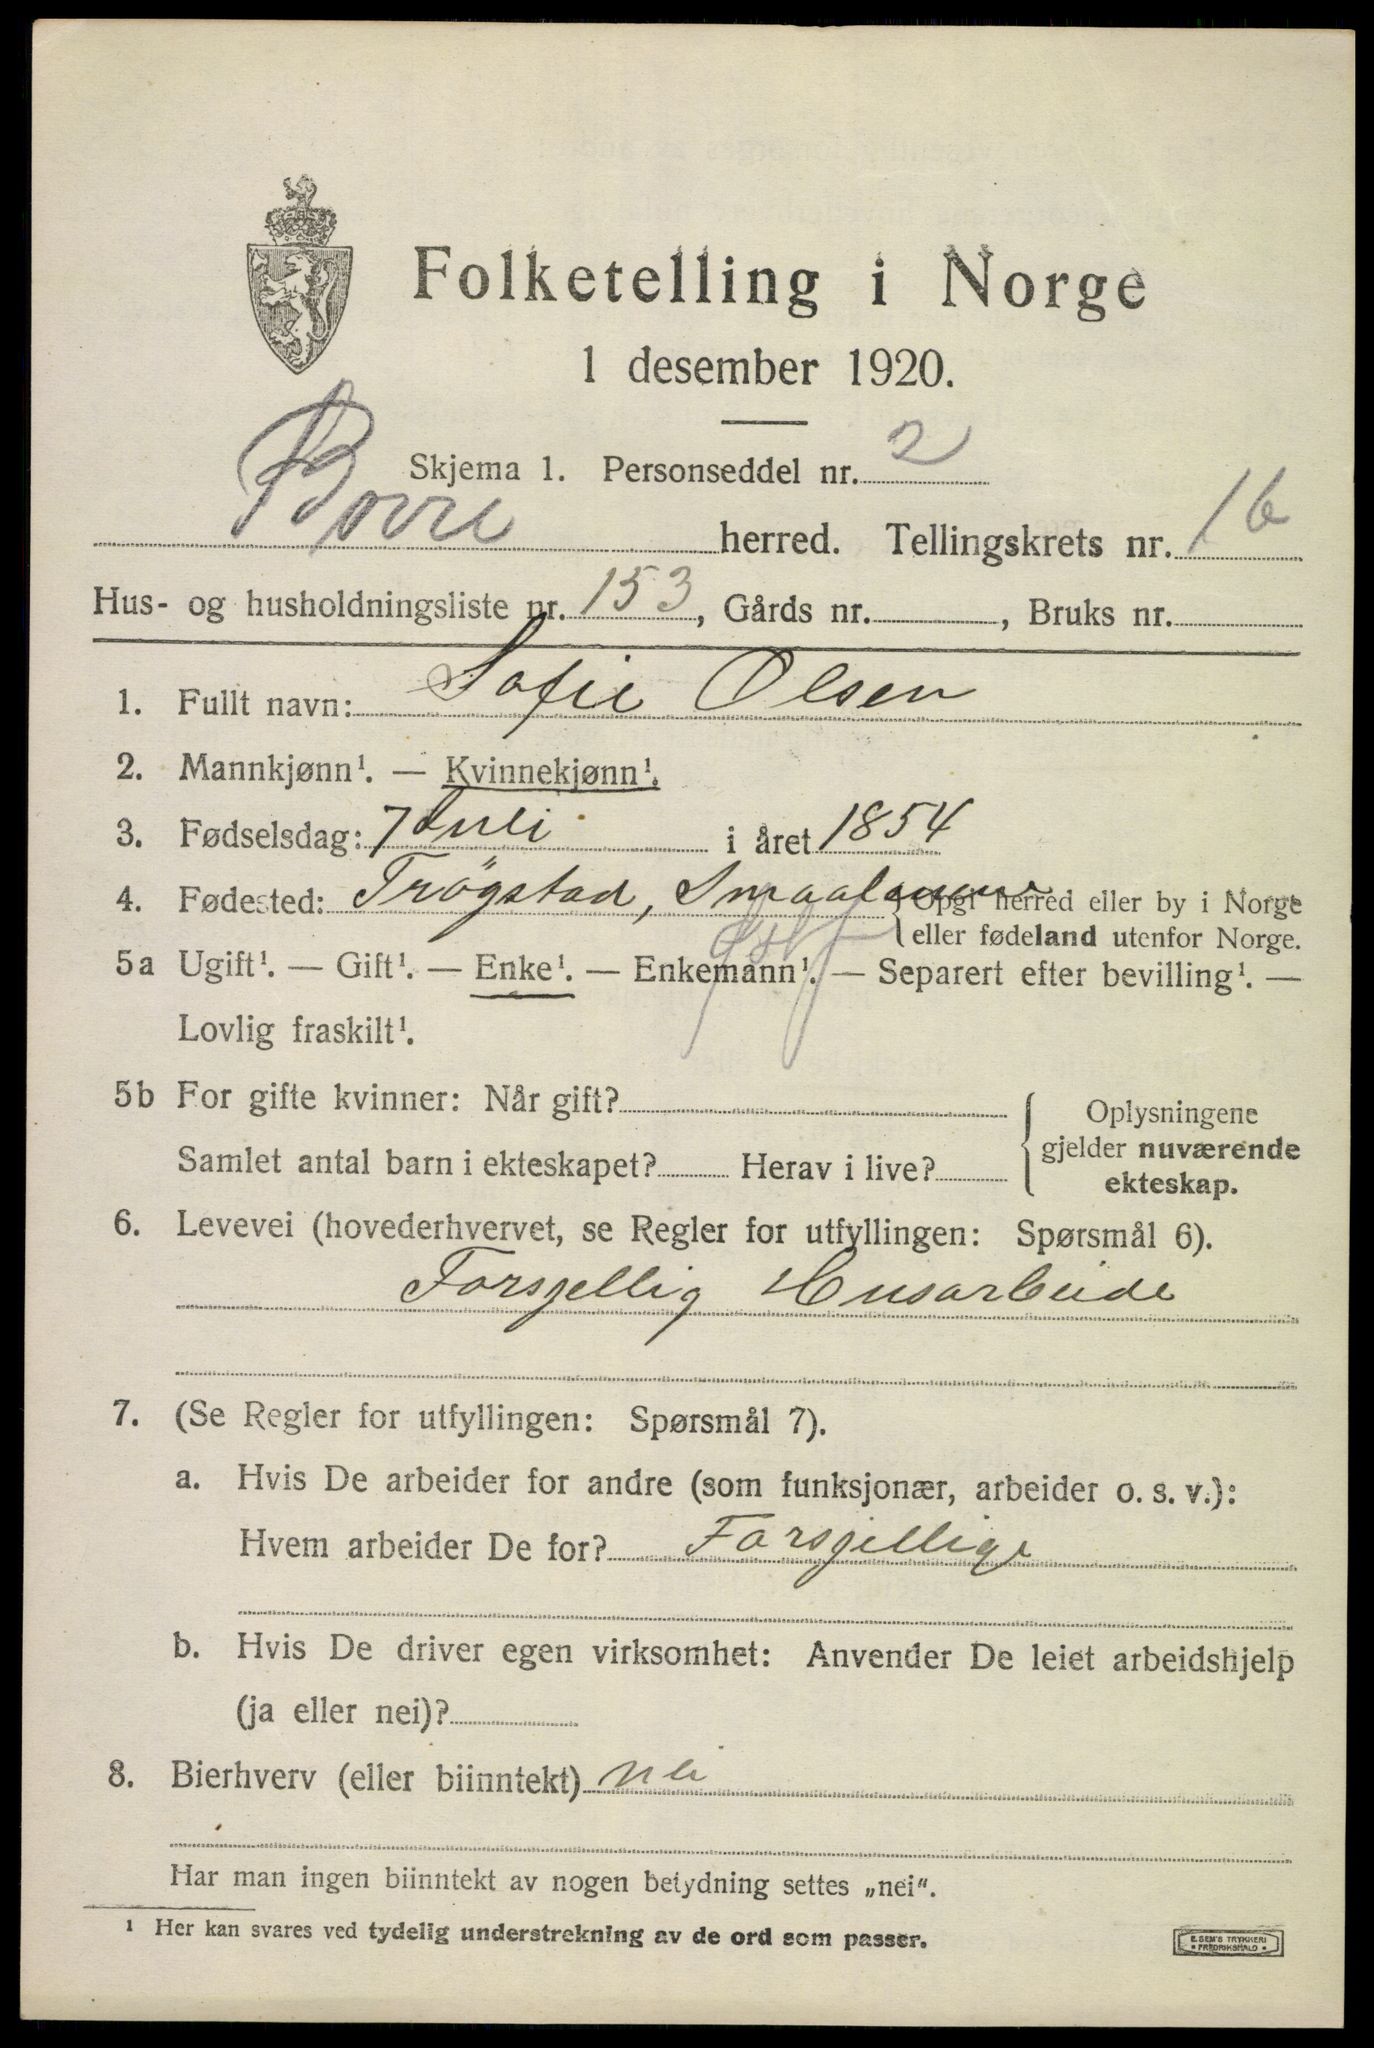 Folketelling i Norge
1 desember 1920.
Skjema 1. Personseddel nr. 2
Borre herred. Tellingskrets nr. 16
Hus- og husholdningsliste nr. 153, Gårds nr. , Bruks nr.
1. Fullt navn: Sofie Olsen
2. Mannkjønn¹. — Kvinnekjønn¹.
3. Fødselsdag: 7 Juli i året 1854
4. Fødested: Trögstad, Smaalenene { Opgi herred eller by i Norge
eller fødeland utenfor Norge.
Østf
5a Ugift¹. — Gift¹. — Enke¹. — Enkemann¹. — Separert efter bevilling¹. —
Lovlig fraskilt¹.
5b For gifte kvinner: Når gift?
Samlet antal barn i ekteskapet? Herav i live?
Oplysningene
gjelder nuværende
ekteskap.
6. Levevei (hovederhvervet, se Regler for utfyllingen: Spørsmål 6).
Forsjellig Husarbeide
7. (Se Regler for utfyllingen: Spørsmål 7).
a. Hvis De arbeider for andre (som funksjonær, arbeider o. s. v.):
Hvem arbeider De for? Forsjellige
b. Hvis De driver egen virksomhet: Anvender De leiet arbeidshjelp
(ja eller nei)?
8. Bierhverv (eller biinntekt) nei
Har man ingen biinntekt av nogen betydning settes „nei“.
¹ Her kan svares ved tydelig understrekning av de ord som passer.
E. SEM'S TRYKKERI
• FREDRIKSHALD •